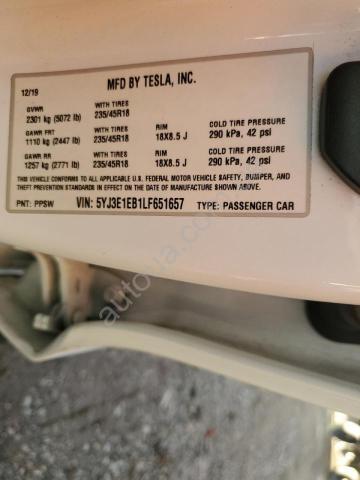 MFD BY TESLA, INC.
12/19
GVWR WITH TIRES
2301 kg (5072 lb) 235/45R18
GAWR FRT WITH TIRES RIM COLD TIRE PRESSURE
1110 kg (2447 lb) 235/45R18 18X8.5 J 290 kPa, 42 psi
GAWR RR WITH TIRES RIM COLD TIRE PRESSURE
1257 kg (2771 lb) 235/45R18 18X8.5 J 290 kPa, 42 psi
THIS VEHICLE CONFORMS TO ALL APPLICABLE U.S. FEDERAL MOTOR VEHICLE SAFETY, BUMPER, AND
THEFT PREVENTION STANDARDS IN EFFECT ON THE DATE OF MANUFACTURE SHOWN ABOVE.
PNT: PPSW VIN: 5YJ3E1EB1LF651657 TYPE: PASSENGER CAR